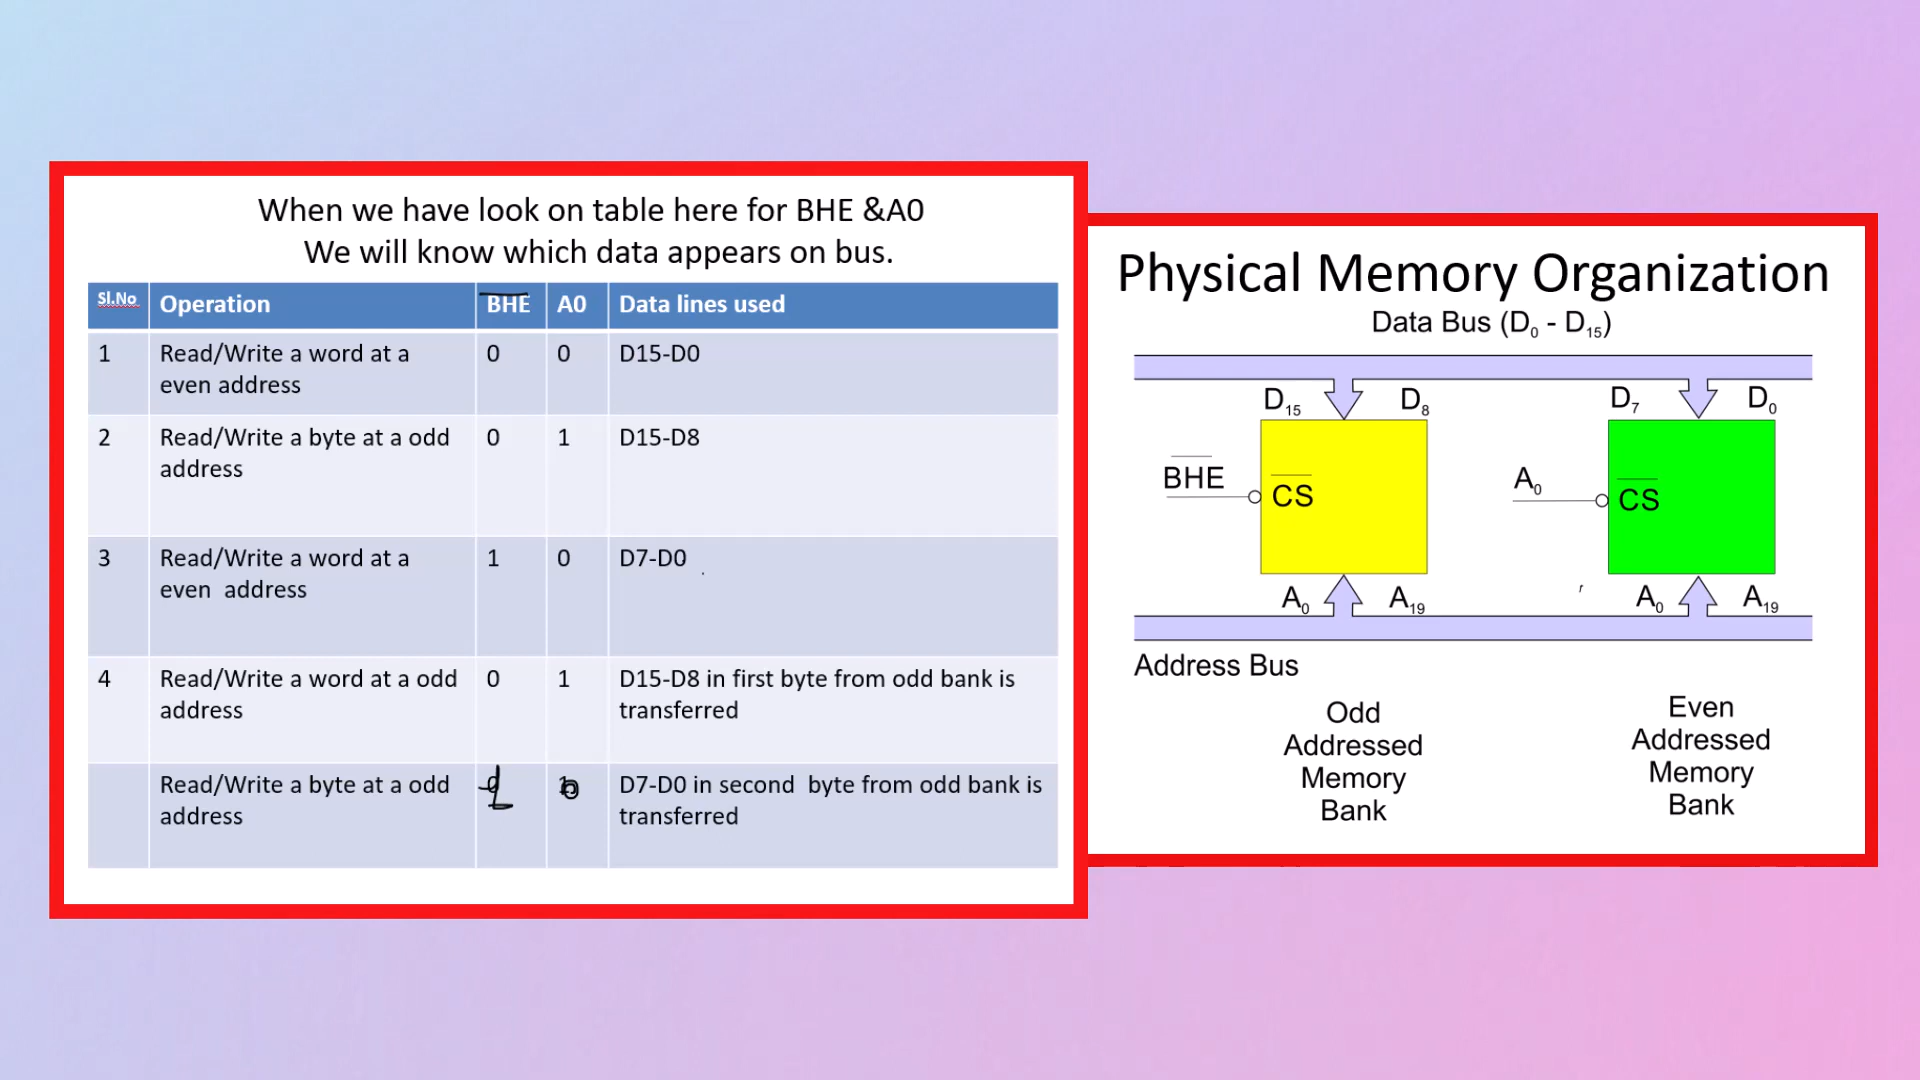 When we have look on table here for BHE &A0
We will know which data appears on bus.
Sl.No Operation BHE A0 Data lines used
1 Read/Write a word at a 0 0 D15-D0
even address
2 Read/Write a byte at a odd 0 1 D15-D8
address
3 Read/Write a word at a 1 0 D7-D0
even address
4 Read/Write a word at a odd 0 1 D15-D8 in first byte from odd bank is
address transferred
Read/Write a byte at a odd 1 0 D7-D0 in second byte from odd bank is
address transferred
Physical Memory Organization
Data Bus (D0 - D15)
D15 D8 D7 D0
BHE CS A0 CS
A0 A19 A0 A19
Address Bus
Odd
Addressed
Memory
Bank
Even
Addressed
Memory
Bank